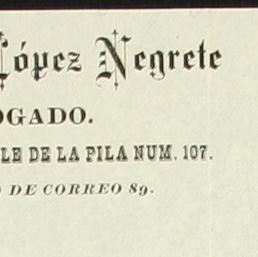 López Negrete
OGADO.
LE DE LA PILA NUM. 107.
DE CORREO 89.